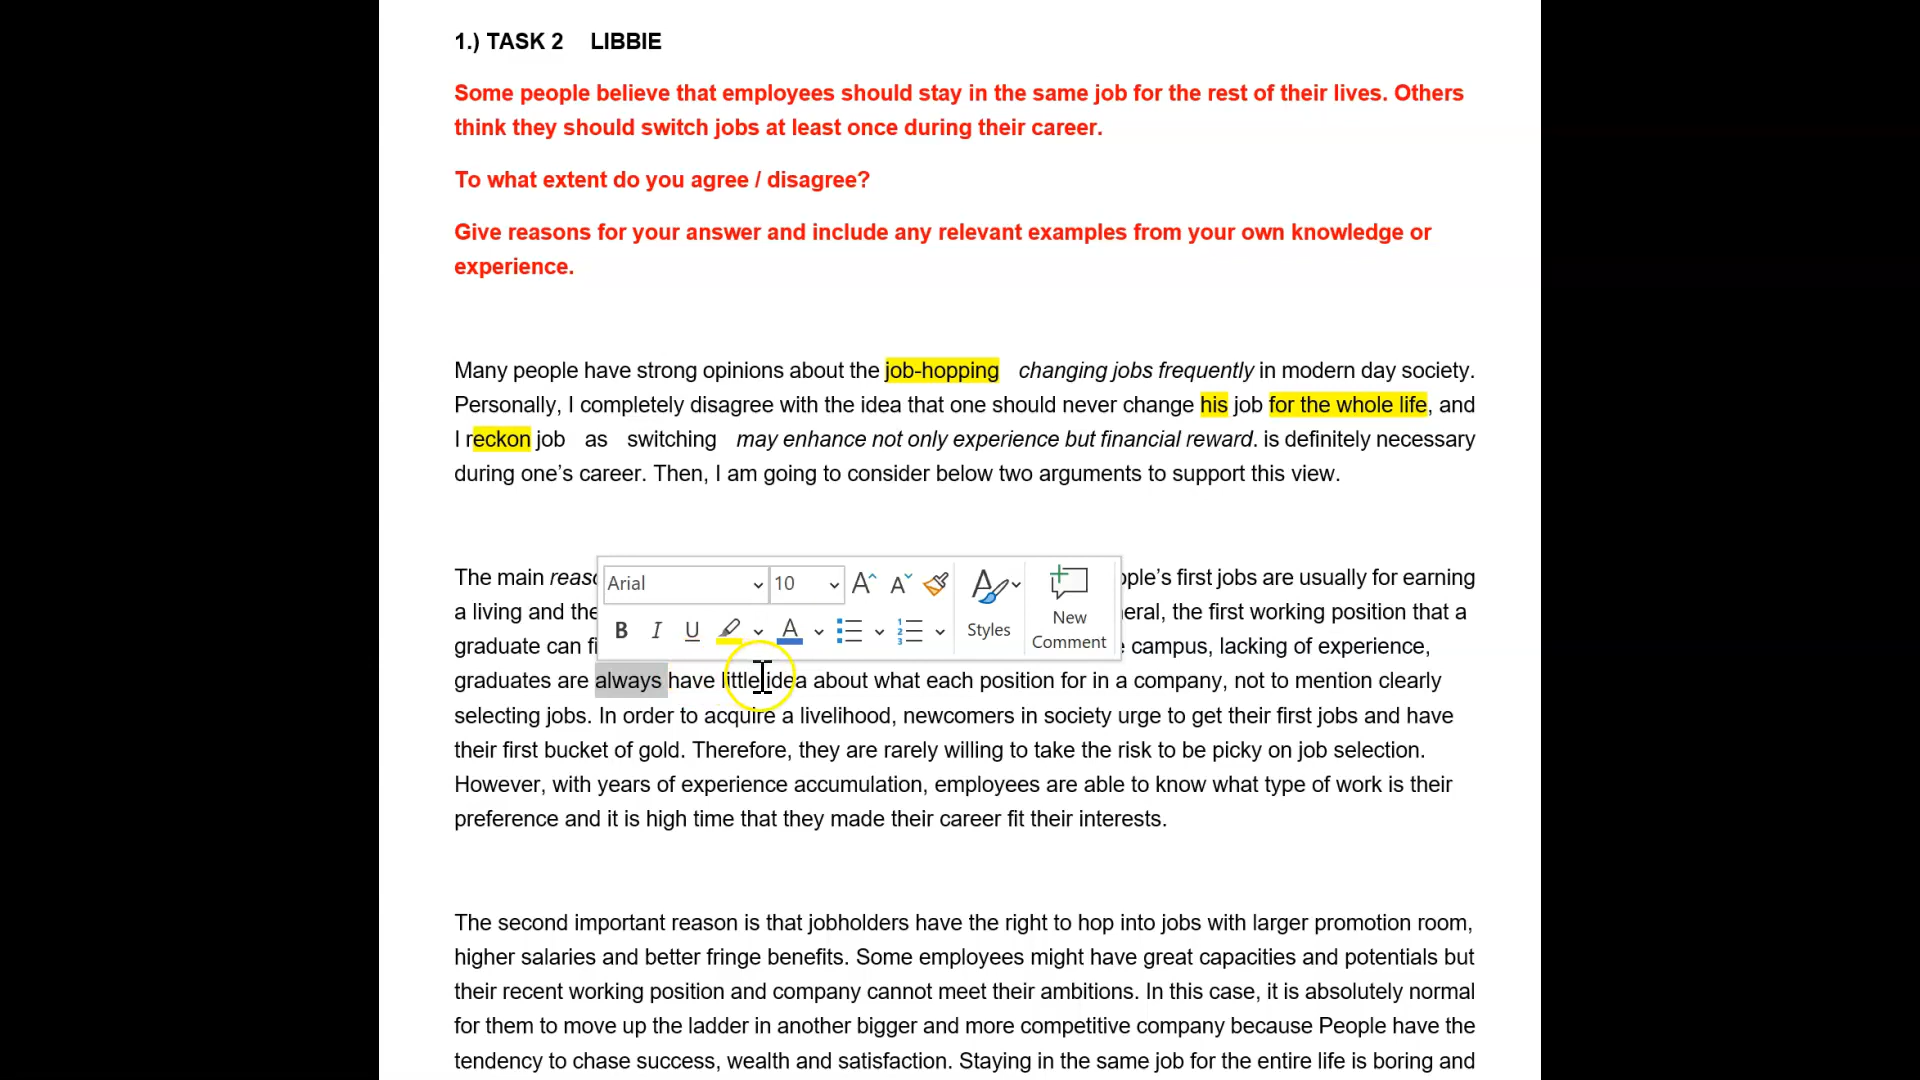 1.) TASK 2 LIBBIE
Some people believe that employees should stay in the same job for the rest of their lives. Others
think they should switch jobs at least once during their career.
To what extent do you agree / disagree?
Give reasons for your answer and include any relevant examples from your own knowledge or
experience.
Many people have strong opinions about the job-hopping changing jobs frequently in modern day society.
Personally, I completely disagree with the idea that one should never change his job for the whole life, and
I reckon job as switching may enhance not only experience but financial reward. is definitely necessary
during one’s career. Then, I am going to consider below two arguments to support this view.
The main ople’s first jobs are usually for earning
a living and the first working position that a
graduate can campus, lacking of experience,
Arial 10
B I U Styles New
Comment
graduates are always have little idea about what each position for in a company, not to mention clearly
selecting jobs. In order to acquire a livelihood, newcomers in society urge to get their first jobs and have
their first bucket of gold. Therefore, they are rarely willing to take the risk to be picky on job selection.
However, with years of experience accumulation, employees are able to know what type of work is their
preference and it is high time that they made their career fit their interests.
The second important reason is that jobholders have the right to hop into jobs with larger promotion room,
higher salaries and better fringe benefits. Some employees might have great capacities and potentials but
their recent working position and company cannot meet their ambitions. In this case, it is absolutely normal
for them to move up the ladder in another bigger and more competitive company because People have the
tendency to chase success, wealth and satisfaction. Staying in the same job for the entire life is boring and